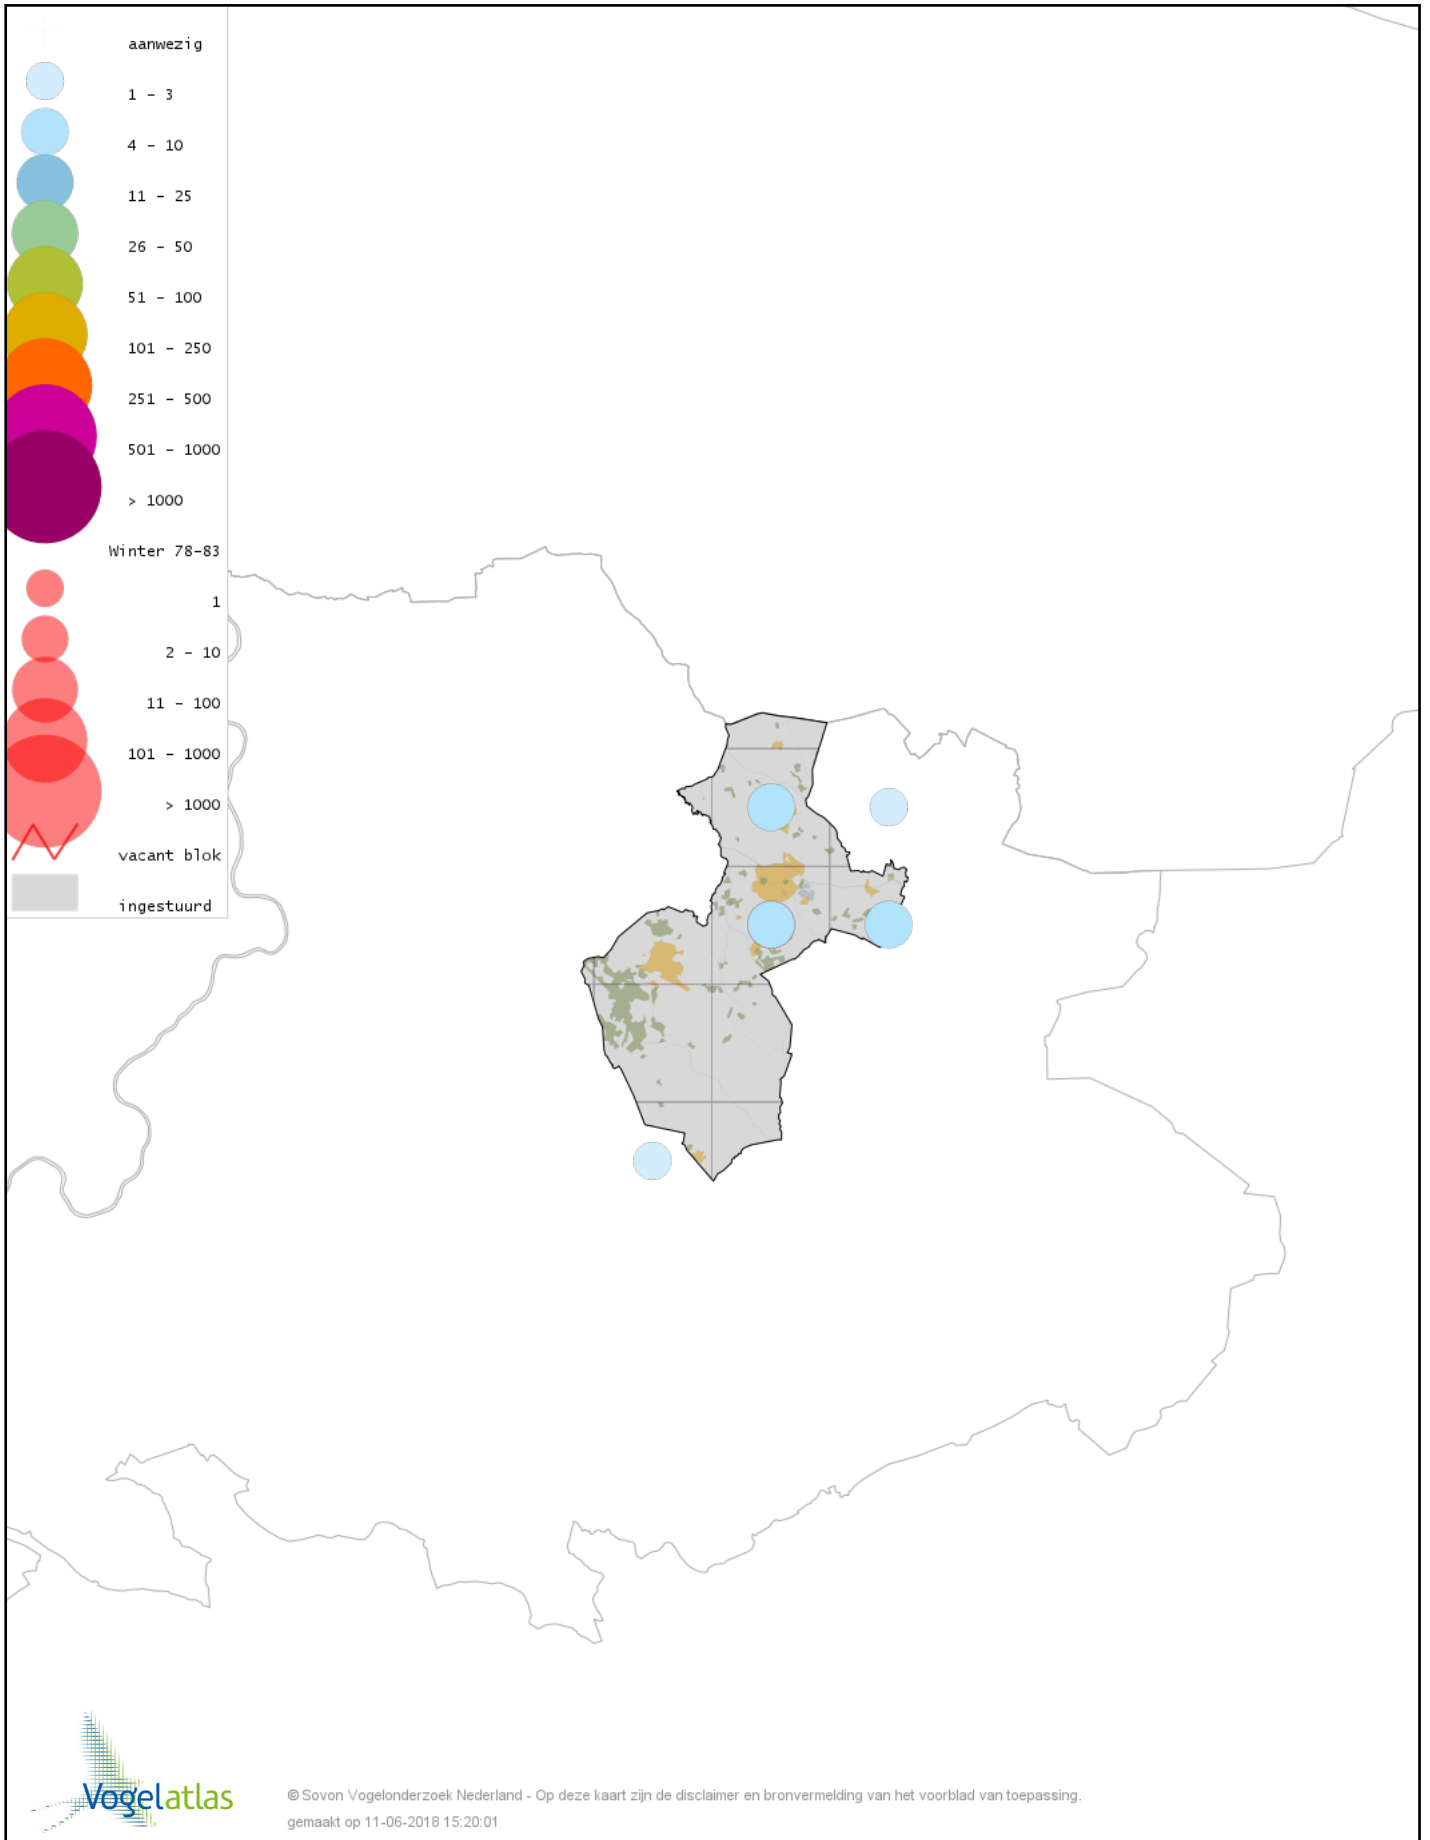 aanwezig
1 - 3
4 - 10
11 - 25
26 - 50
51 - 100
101 - 250
251 - 500
501 - 1000
> 1000
Winter 78-83
1
2 - 10
11 - 100
101 - 1000
> 1000
vacant blok
ingestuurd
Vogelatlas
© Sovon Vogelonderzoek Nederland - Op deze kaart zijn de disclaimer en bronvermelding van het voorblad van toepassing.
gemaakt op 11-06-2018 15:20:01